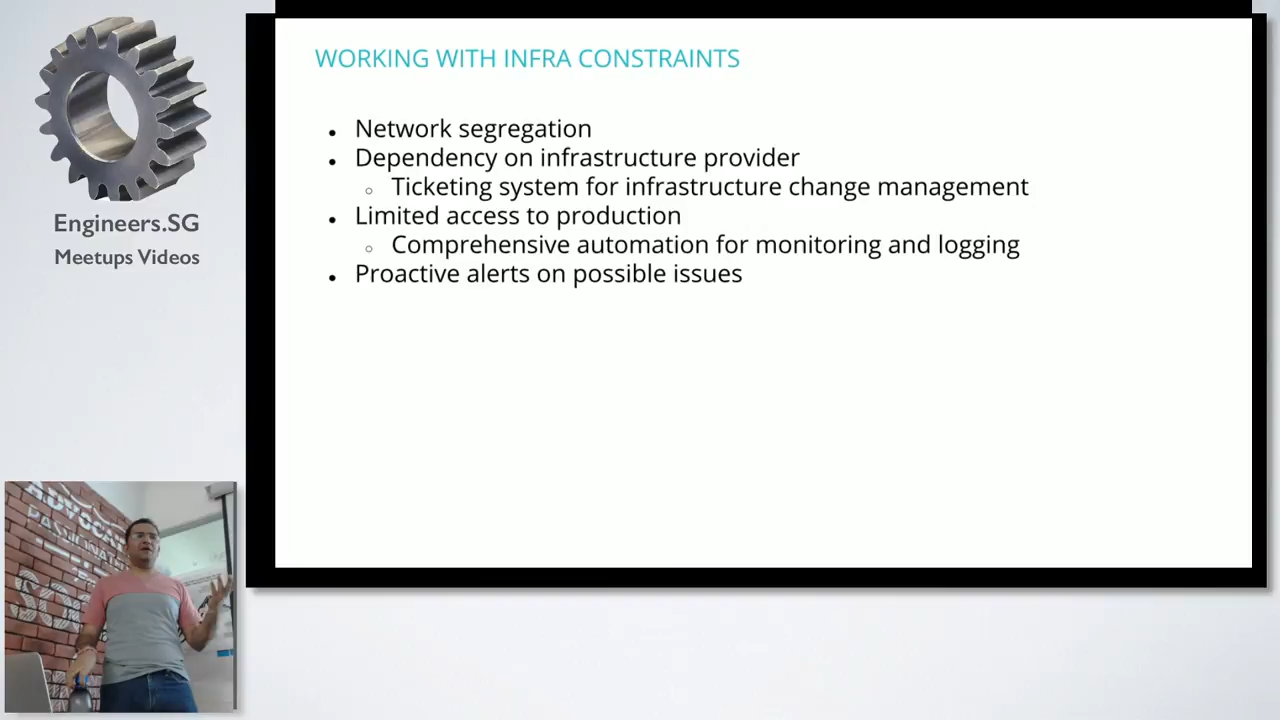 Engineers.SG
Meetups Videos
WORKING WITH INFRA CONSTRAINTS
• Network segregation
• Dependency on infrastructure provider
○ Ticketing system for infrastructure change management
• Limited access to production
○ Comprehensive automation for monitoring and logging
• Proactive alerts on possible issues